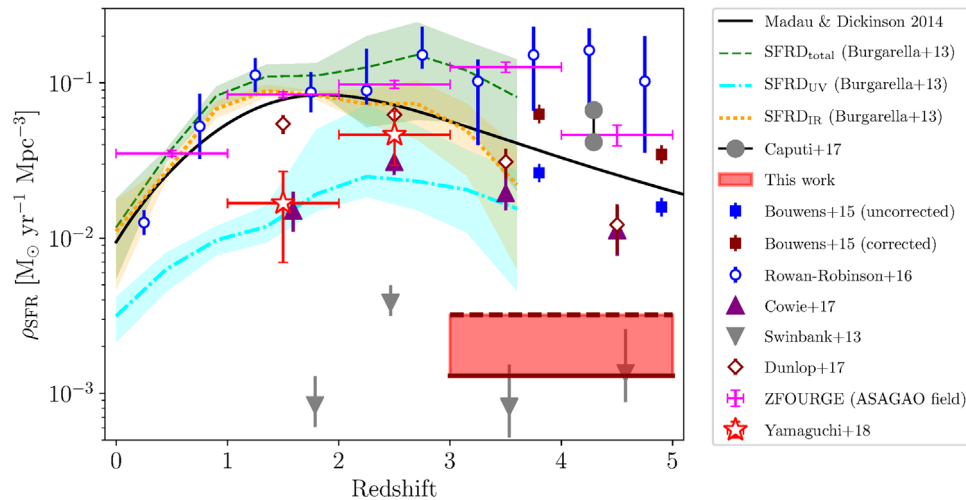 10⁻¹
10⁻²
10⁻³
ρSFR [M⊙ yr⁻¹ Mpc⁻³]
0 1 2 3 4 5
Redshift
Madau & Dickinson 2014
SFRDtotal (Burgarella+13)
SFRDUV (Burgarella+13)
SFRDIR (Burgarella+13)
Caputi+17
This work
Bouwens+15 (uncorrected)
Bouwens+15 (corrected)
Rowan-Robinson+16
Cowie+17
Swinbank+13
Dunlop+17
ZFOURGE (ASAGAO field)
Yamaguchi+18